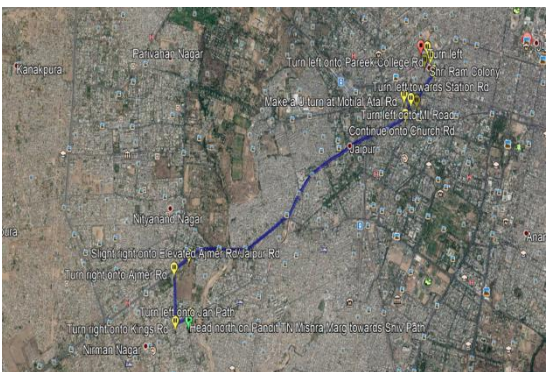 Parivahan Nagar
Kanakpura
Turn left
Turn left onto Pareek College Rd
Shri Ram Colony
Turn left towards Station Rd
Make a U turn at Motilal Atal Rd
Turn left onto MI Road
Continue onto Church Rd
Jaipur
Nityanand Nagar
Slight right onto Elevated Ajmer Rd/Jaipur Rd
Turn right onto Ajmer Rd
Turn left onto Jan Path
Turn right onto Kings Rd
Head north on Pandit TN Mishra Marg towards Shiv Path
Nirman Nagar